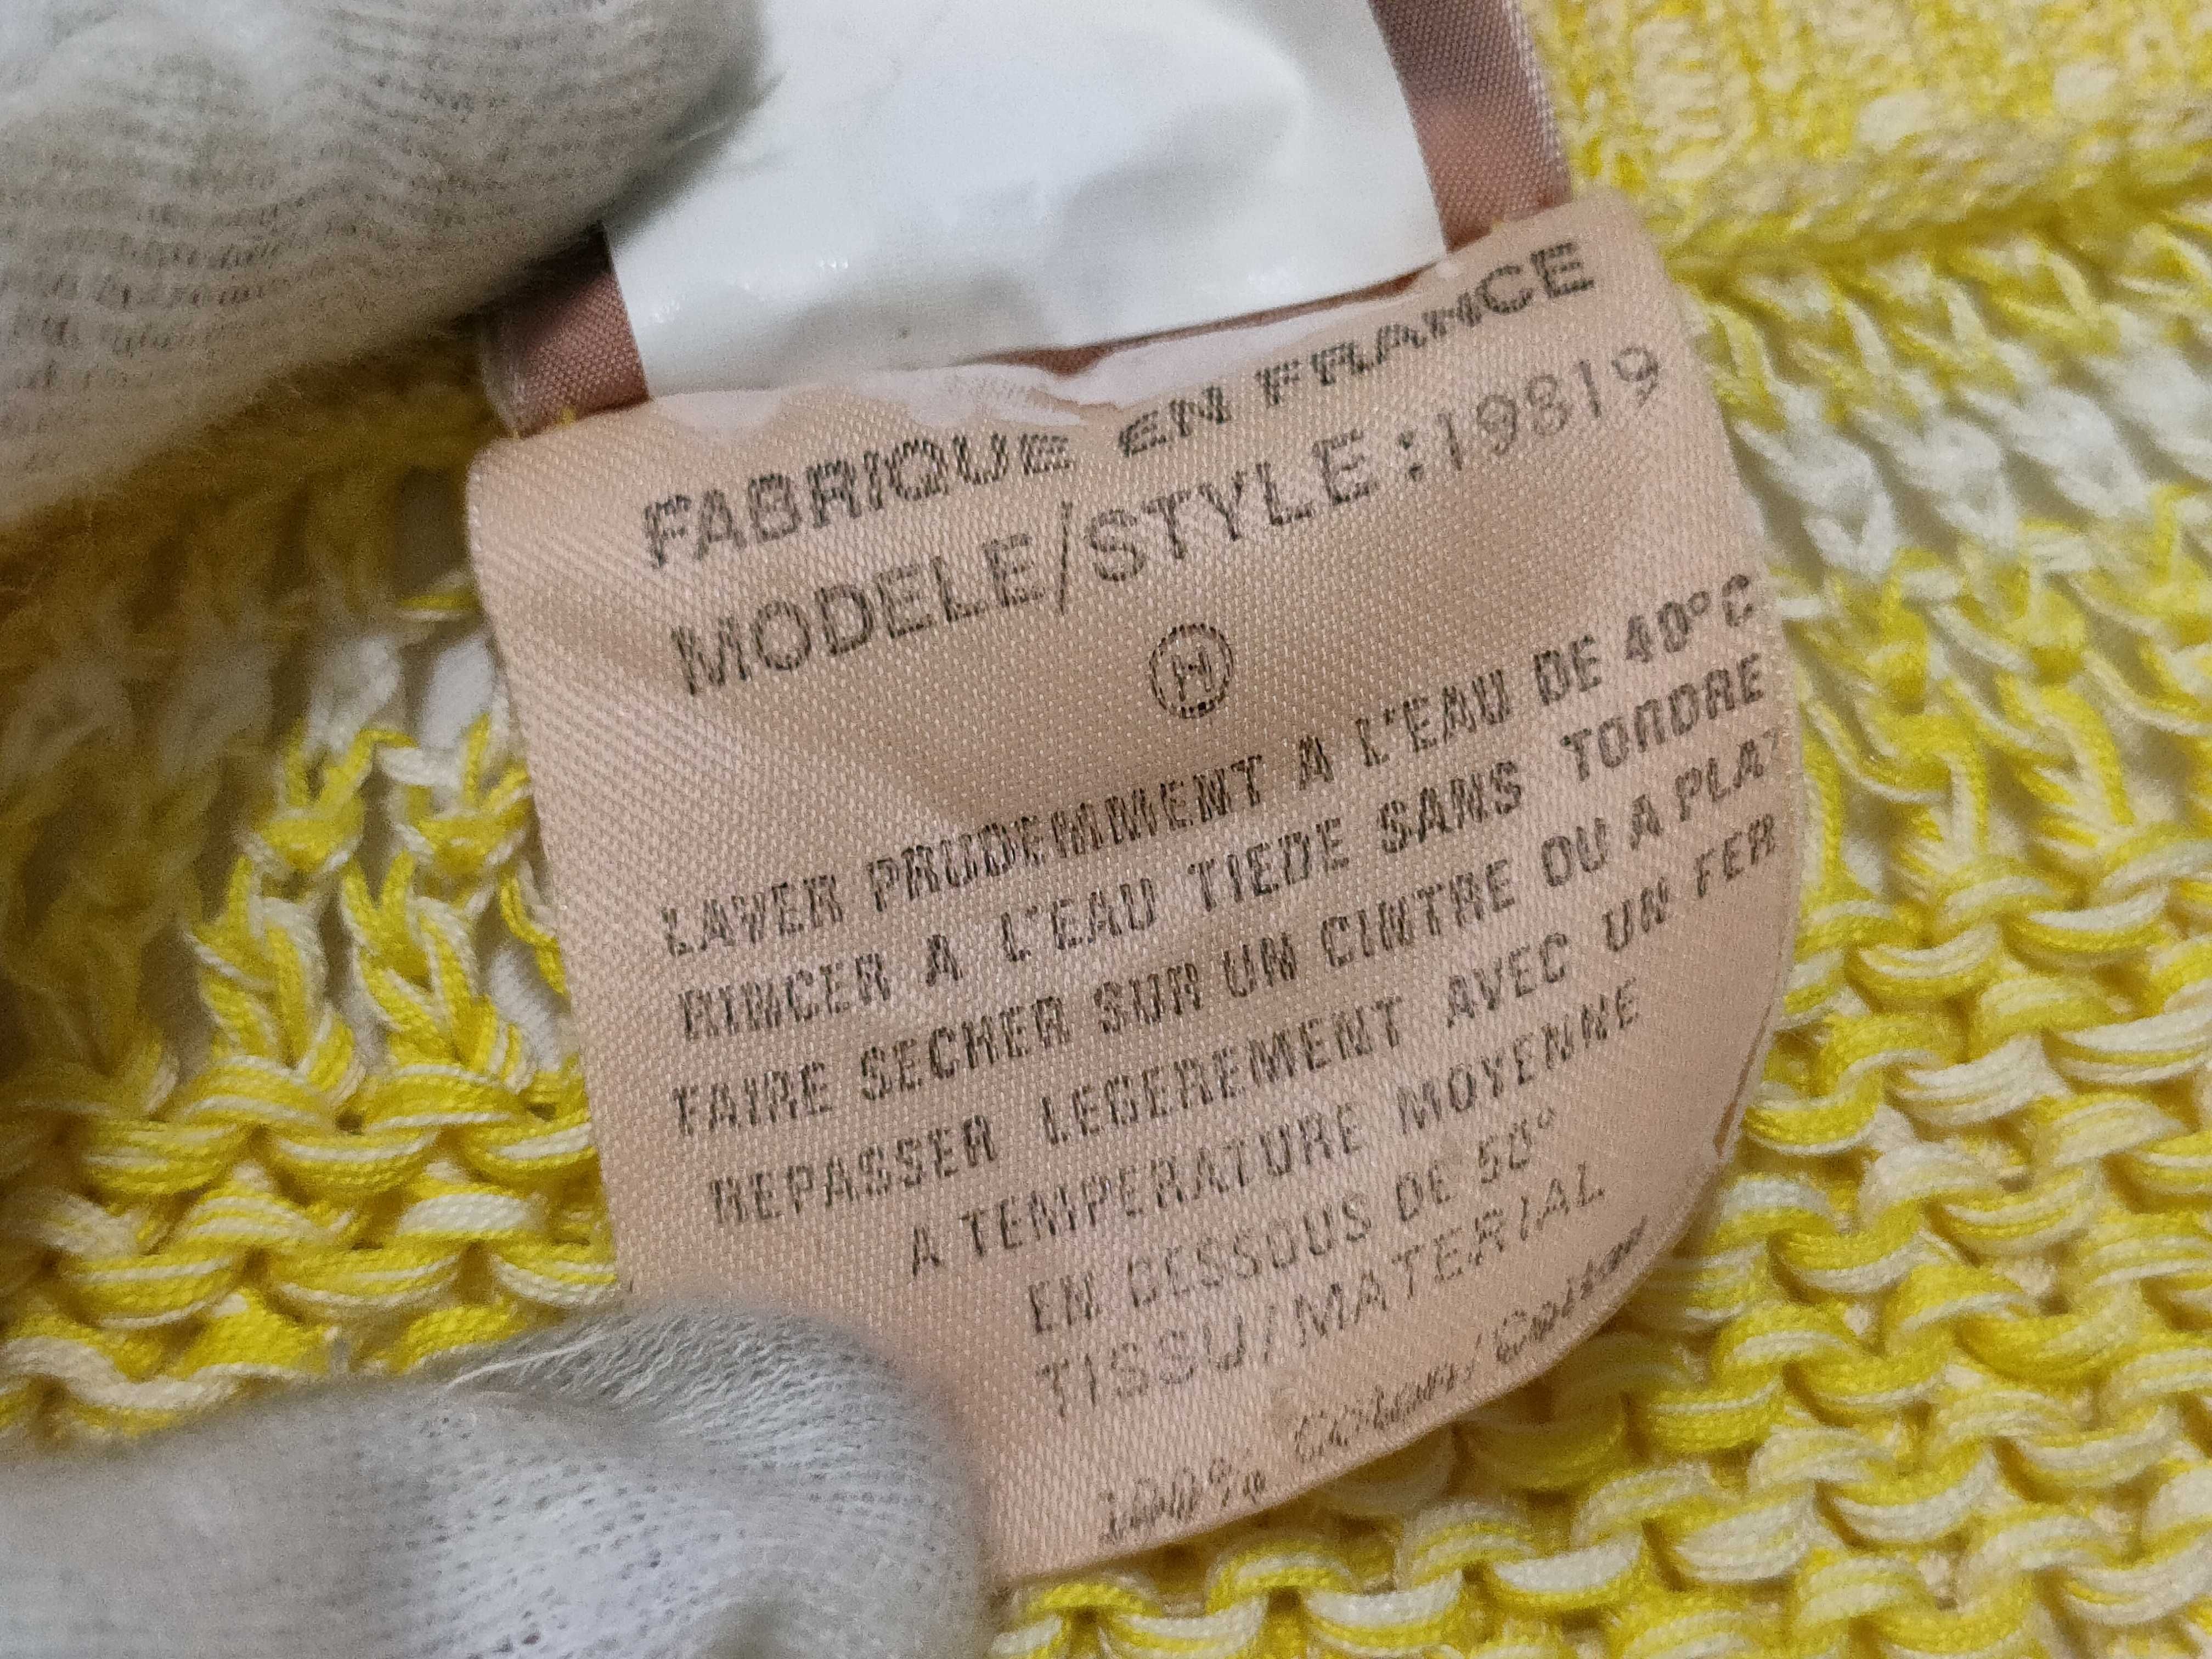 FABRIQUE EN FRANCE
MODELE/STYLE:19819
H
LAVER PRUDEMMENT A L'EAU DE 40°C
RINCER A L'EAU TIEDE SANS TORDRE
FAIRE SECHER SUR UN CINTRE OU A PLAT
REPASSER LEGEREMENT AVEC UN FER
A TEMPERATURE MOYENNE
EN DESSOUS DE 50°
TISSU/MATERIAL
100% coton/Cotton